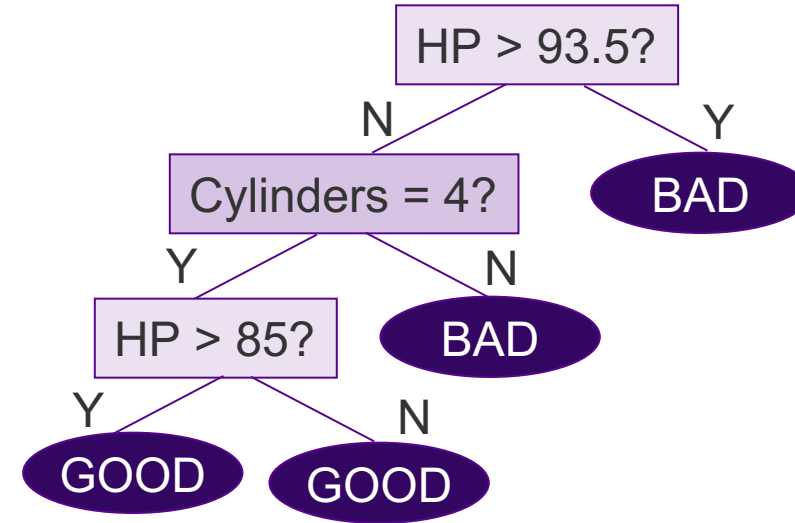 HP > 93.5?
N
Y
Cylinders = 4?
BAD
Y
N
HP > 85?
BAD
Y
N
GOOD
GOOD